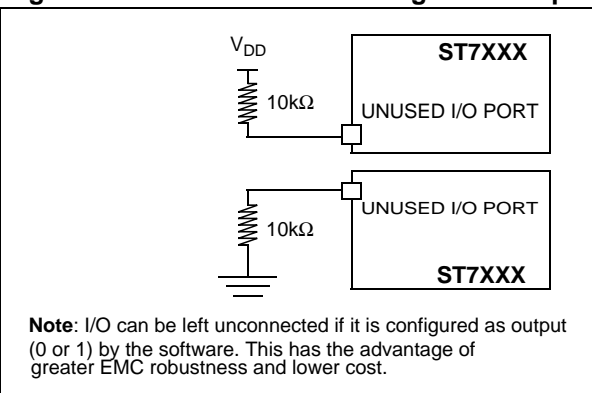 V_DD
ST7XXX
10kΩ
UNUSED I/O PORT
UNUSED I/O PORT
10kΩ
ST7XXX
Note: I/O can be left unconnected if it is configured as output
(0 or 1) by the software. This has the advantage of
greater EMC robustness and lower cost.